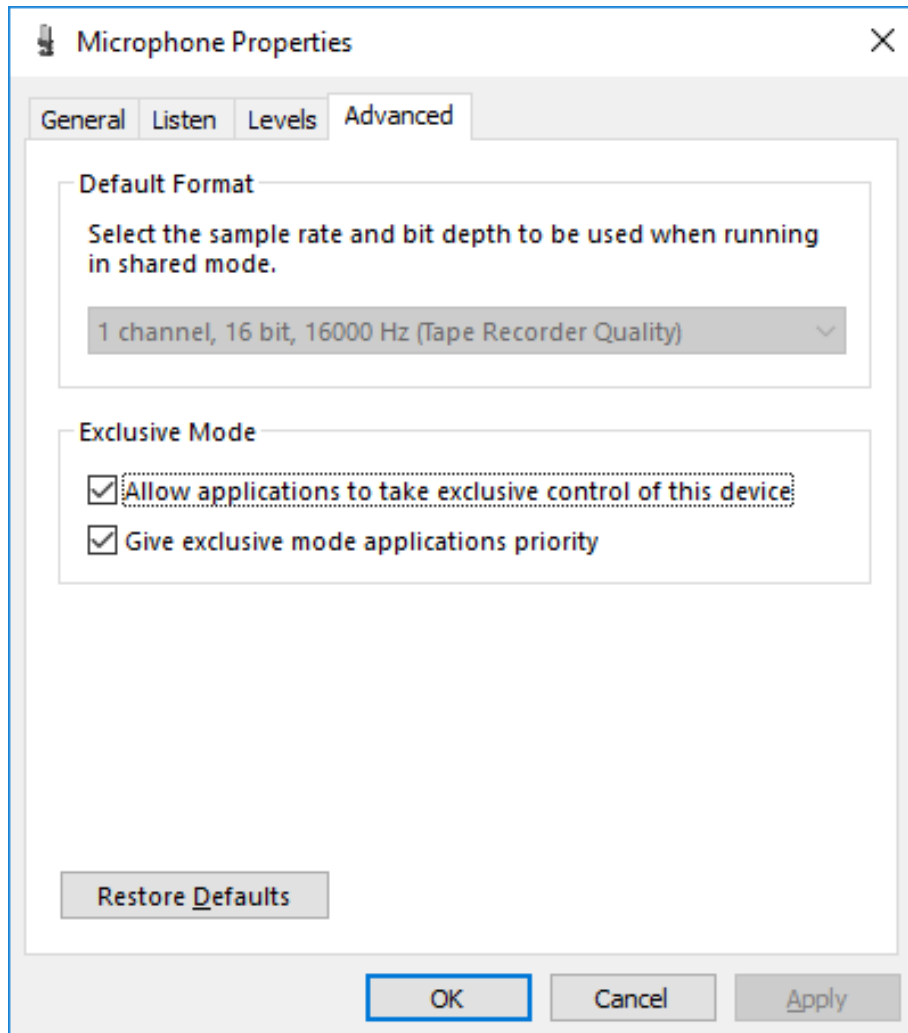 Microphone Properties
General Listen Levels Advanced
Default Format
Select the sample rate and bit depth to be used when running
in shared mode.
1 channel, 16 bit, 16000 Hz (Tape Recorder Quality)
Exclusive Mode
Allow applications to take exclusive control of this device
Give exclusive mode applications priority
Restore Defaults
OK Cancel Apply